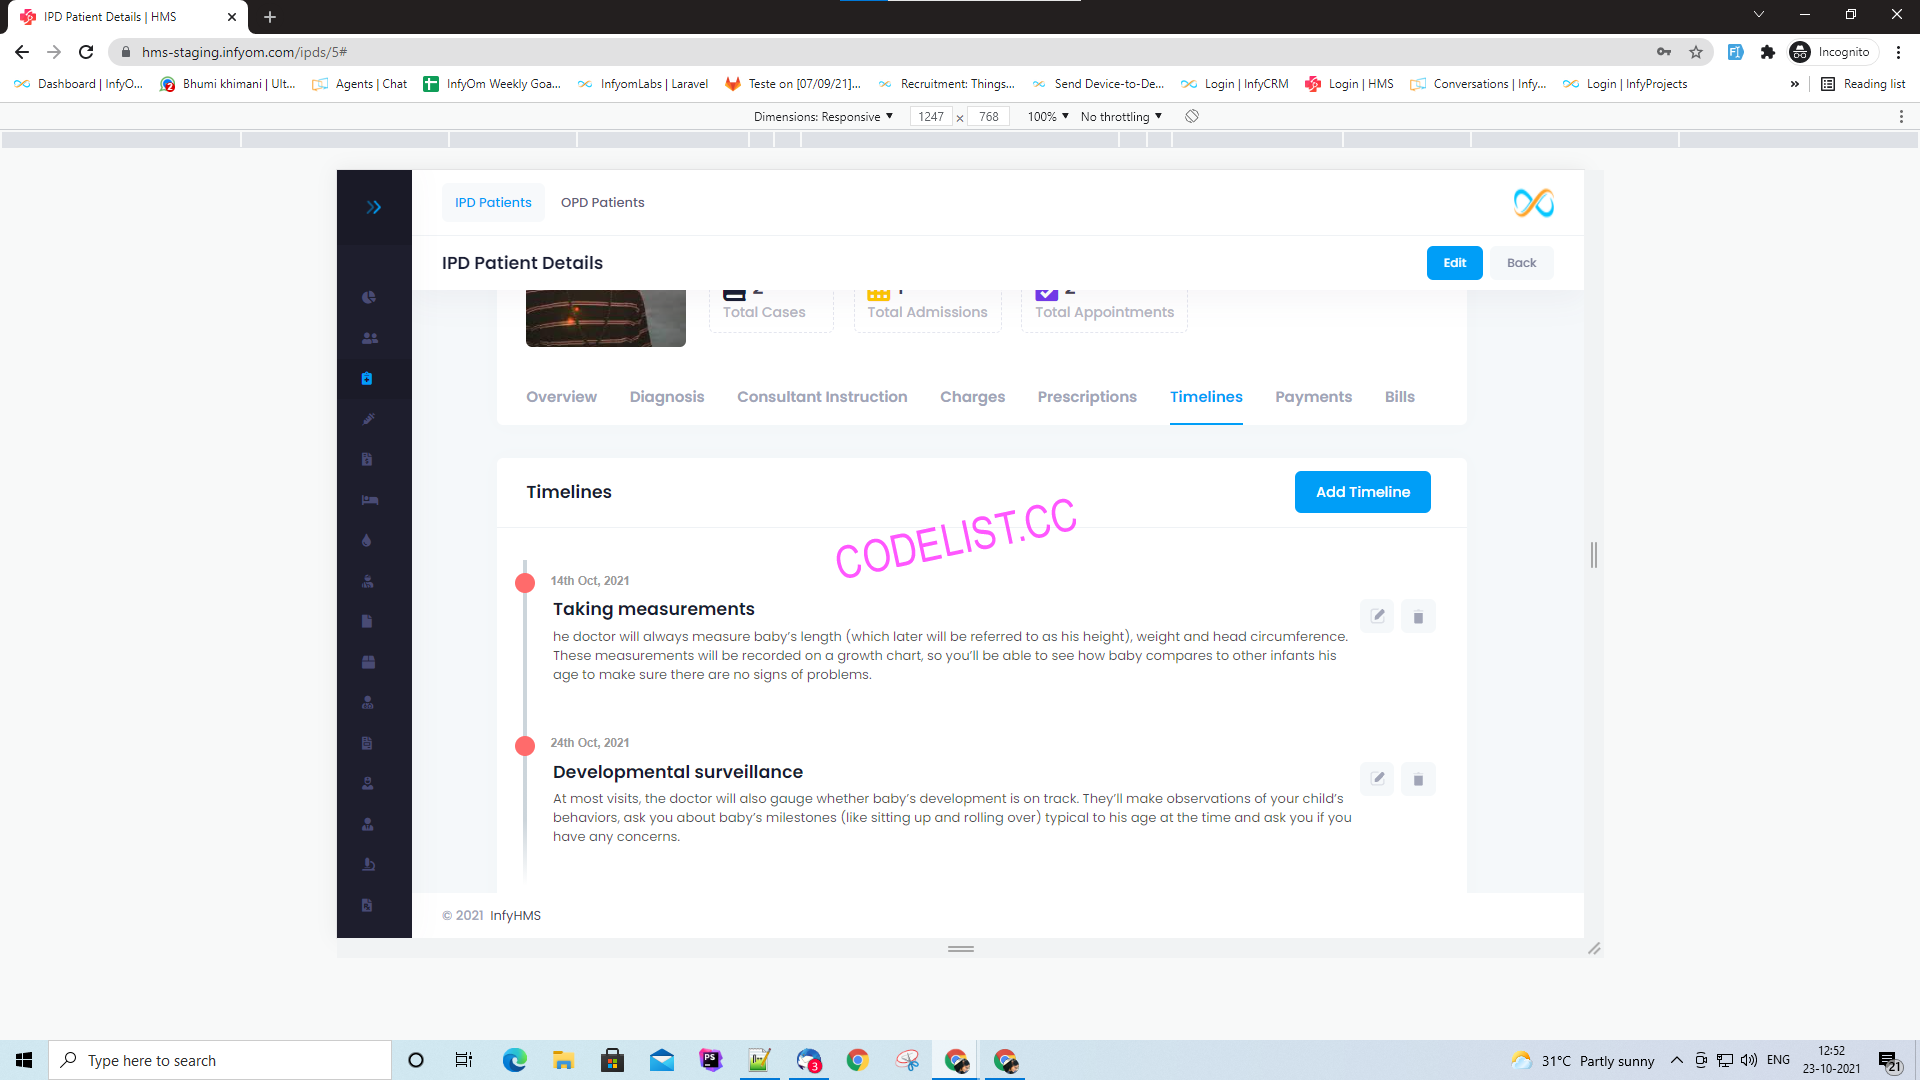 IPD Patient Details | HMS
hms-staging.infyom.com/ipds/5#
Incognito
Dashboard | InfyO...
Bhumi khimani | Ult...
Agents | Chat
InfyOm Weekly Goa...
InfyomLabs | Laravel
Teste on [07/09/21]...
Recruitment: Things...
Send Device-to-De...
Login | InfyCRM
Login | HMS
Conversations | Infy...
Login | InfyProjects
»
Reading list
Dimensions: Responsive
1247 × 768
100%
No throttling
IPD Patients
OPD Patients
IPD Patient Details
Edit
Back
Total Cases
Total Admissions
Total Appointments
Overview
Diagnosis
Consultant Instruction
Charges
Prescriptions
Timelines
Payments
Bills
Timelines
Add Timeline
CODELIST.CC
14th Oct, 2021
Taking measurements
he doctor will always measure baby’s length (which later will be referred to as his height), weight and head circumference.
These measurements will be recorded on a growth chart, so you’ll be able to see how baby compares to other infants his
age to make sure there are no signs of problems.
24th Oct, 2021
Developmental surveillance
At most visits, the doctor will also gauge whether baby’s development is on track. They’ll make observations of your child’s
behaviors, ask you about baby’s milestones (like sitting up and rolling over) typical to his age at the time and ask you if you
have any concerns.
© 2021 InfyHMS
Type here to search
PS
3
31°C Partly sunny
ENG
12:52
23-10-2021
21